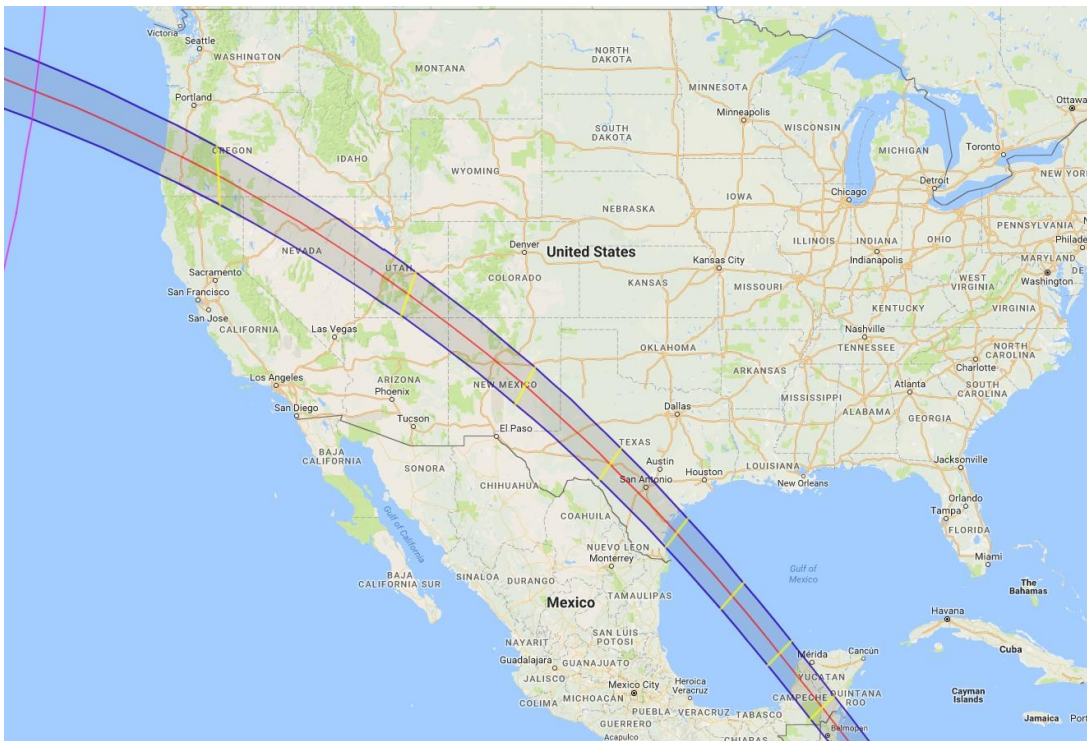 Victoria
Seattle
WASHINGTON
Portland
OREGON
MONTANA
IDAHO
WYOMING
NORTH
DAKOTA
SOUTH
DAKOTA
MINNESOTA
Minneapolis
WISCONSIN
MICHIGAN
Ottawa
Toronto
Detroit
NEW YORK
Chicago
IOWA
NEBRASKA
NEVADA
UTAH
Denver
COLORADO
United States
Kansas City
KANSAS
MISSOURI
ILLINOIS
INDIANA
Indianapolis
OHIO
PENNSYLVANIA
Philade
MARYLAND
DE
Washington
WEST
VIRGINIA
VIRGINIA
KENTUCKY
Nashville
TENNESSEE
NORTH
CAROLINA
Charlotte
SOUTH
CAROLINA
Atlanta
GEORGIA
ALABAMA
MISSISSIPPI
ARKANSAS
OKLAHOMA
Sacramento
San Francisco
San Jose
CALIFORNIA
Las Vegas
Los Angeles
San Diego
ARIZONA
Phoenix
Tucson
NEW MEXICO
El Paso
Dallas
TEXAS
Austin
San Antonio
Houston
LOUISIANA
New Orleans
Jacksonville
Orlando
Tampa
FLORIDA
Miami
The
Bahamas
BAJA
CALIFORNIA
SONORA
CHIHUAHUA
COAHUILA
Gulf of
California
NUEVO LEON
Monterrey
BAJA
CALIFORNIA SUR
SINALOA
DURANGO
TAMAULIPAS
Mexico
Gulf of
Mexico
SAN LUIS
POTOSI
NAYARIT
Guadalajara
GUANAJUATO
JALISCO
Mexico City
COLIMA
MICHOACÁN
PUEBLA
Heroica
Veracruz
VERACRUZ
TABASCO
GUERRERO
Acapulco
CHIAPAS
Mérida
Cancún
YUCATAN
CAMPECHE
QUINTANA
ROO
Belmopan
Havana
Cuba
Cayman
Islands
Jamaica
Port